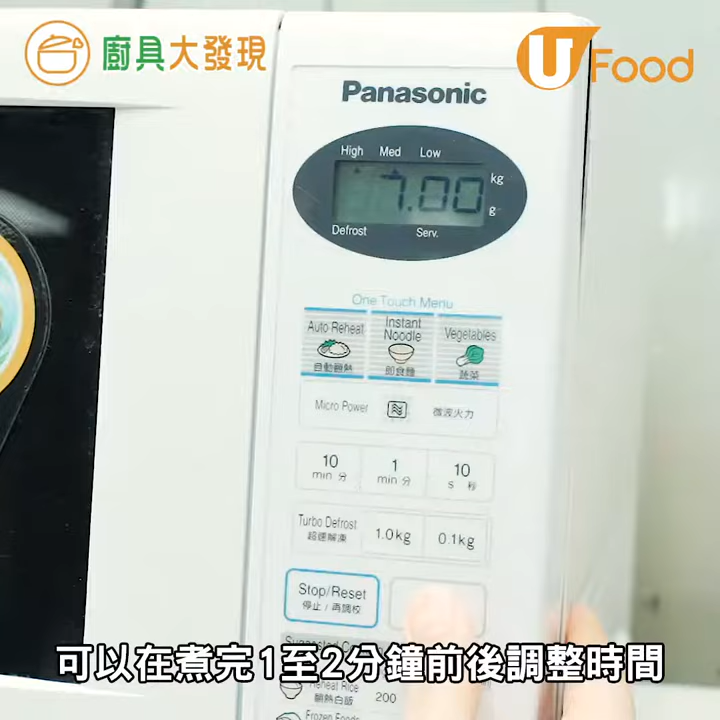 廚具大發現
U Food
Panasonic
High Med Low
7.00
kg
g
Defrost Serv.
One Touch Menu
Auto Reheat
自動翻熱
Instant Noodle
即食麵
Vegetables
蔬菜
Micro Power 微波火力
10 min 分
1 min 分
10 s 秒
Turbo Defrost
超速解凍
1.0kg
0.1kg
Stop/Reset
停止 / 再調校
可以在煮完1至2分鐘前後調整時間
Reheat Rice
翻熱白飯
200
Frozen Foods